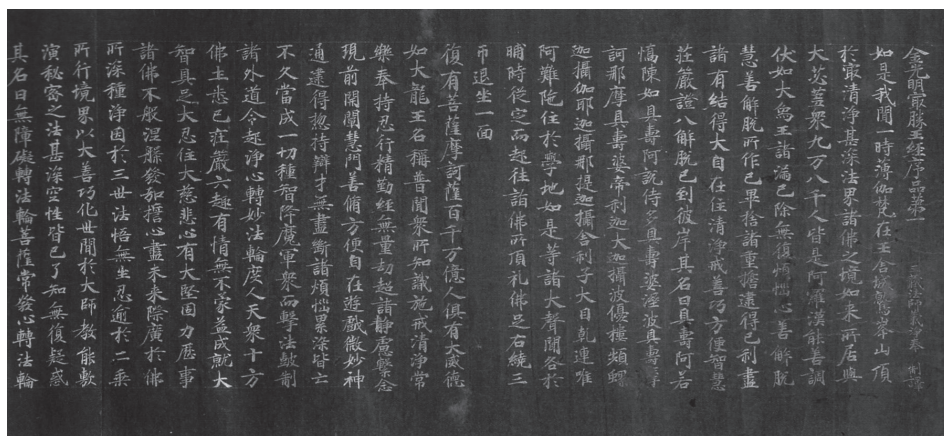 金光明最勝王經序品第一 三藏法師義淨奉 制譯
如是我聞一時薄伽梵在王舍城鷲峯山頂
於最清淨甚深法界諸佛之境如來所居與
大苾蒭衆九万八千人皆是阿羅漢能善調
伏如大象王諸漏已除無復煩惱心善解脫
慧善解脫所作已畢捨諸重擔逮得己利盡
諸有結得大自在住清淨戒善巧方便智慧
莊嚴證八解脫已到彼岸其名曰具壽阿若
憍陳如具壽阿說侍多具壽婆濕波具壽摩
訶那摩具壽婆帝利迦大迦攝波優樓頻螺
迦攝伽耶迦攝那提迦攝舍利子大目乾連唯
阿難陁住於學地如是等諸大聲聞各於
晡時從定而起往詣佛所頂礼佛足右繞三
帀退坐一面
復有菩薩摩訶薩百千万億人俱有大威德
如大龍王名稱普聞衆所知識施戒清淨常
樂奉持忍行精勤經無量劫超諸靜慮繫念
現前開闡慧門善脩方便自在遊戲微妙神
通逮得惣持辯才無盡斷諸煩惱累染皆亡
不久當成一切種智降魔軍衆而擊法皷制
諸外道令起淨心轉妙法輪度人天衆十方
佛土悉已莊嚴六趣有情無不蒙益成就大
智具足大忍住大慈悲心有大堅固力歷事
諸佛不般涅槃發弘誓心盡未來際廣於佛
所深種淨因於三世法悟無生忍逾於二乘
所行境界以大善巧化世間於大師教能敷
演秘密之法甚深空性皆已了知無復疑惑
其名曰無障礙轉法輪菩薩常發心轉法輪